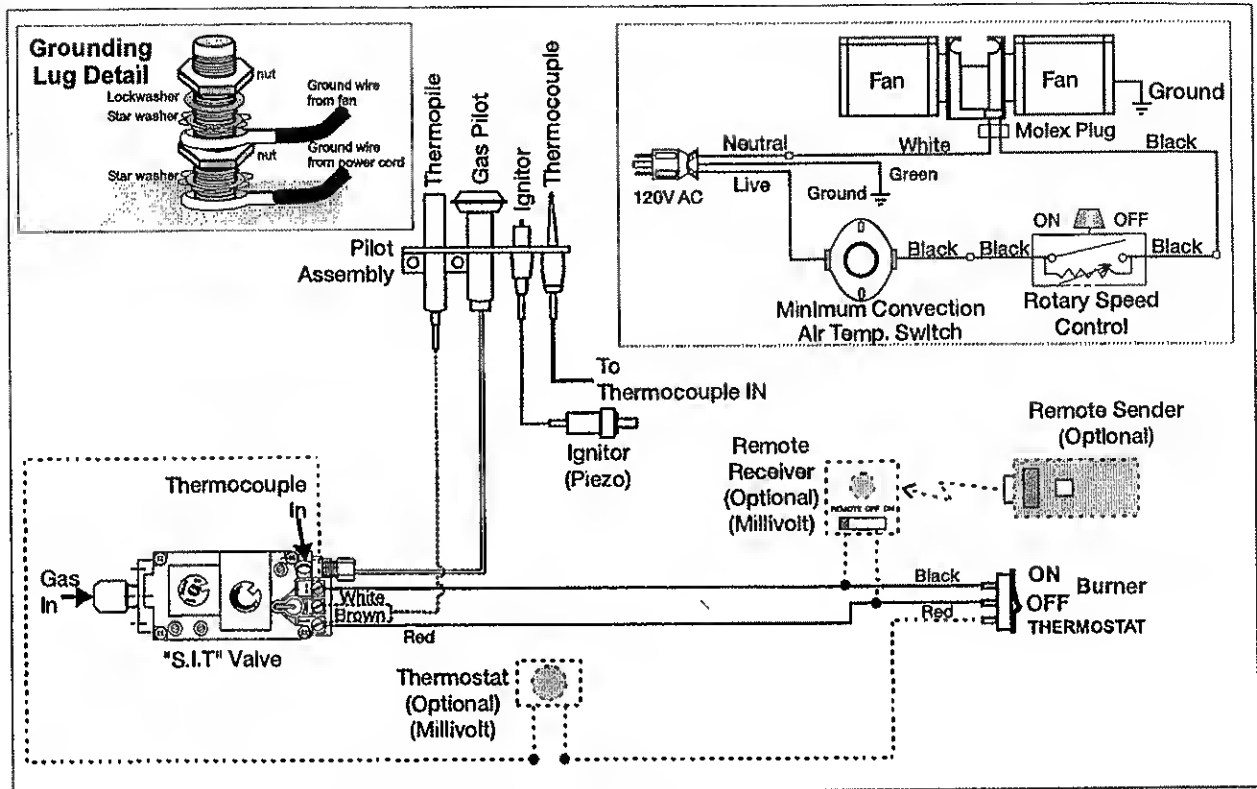 Grounding
Lug Detail
nut
Lockwasher
Star washer
Ground wire
from fan
nut
Ground wire
from power cord
Star washer
Thermopile
Gas Pilot
Ignitor
Thermocouple
Pilot
Assembly
To
Thermocouple IN
Ignitor
(Piezo)
Fan
Fan
Ground
Molex Plug
Neutral
White
Black
Green
Live
Ground
120V AC
ON
OFF
Black
Black
Black
Minimum Convection
Air Temp. Switch
Rotary Speed
Control
Remote Sender
(Optional)
Remote
Receiver
(Optional)
(Millivolt)
REMOTE OFF ON
Thermocouple
In
Gas
In
White
Brown
Red
"S.I.T" Valve
Black
Red
ON
OFF
THERMOSTAT
Burner
Thermostat
(Optional)
(Millivolt)